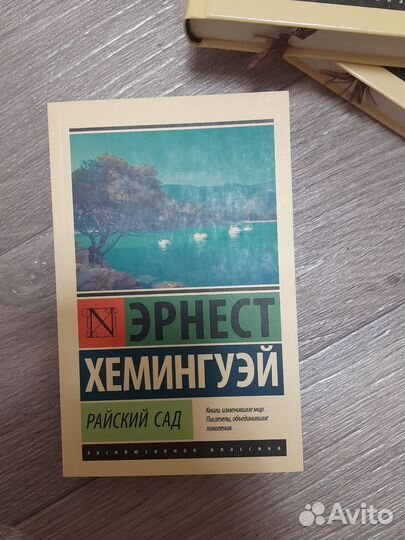 N
ЭРНЕСТ
ХЕМИНГУЭЙ
РАЙСКИЙ САД
Книги, изменившие мир.
Писатели, объединившие
поколения.
эксклюзивная классика
Avito